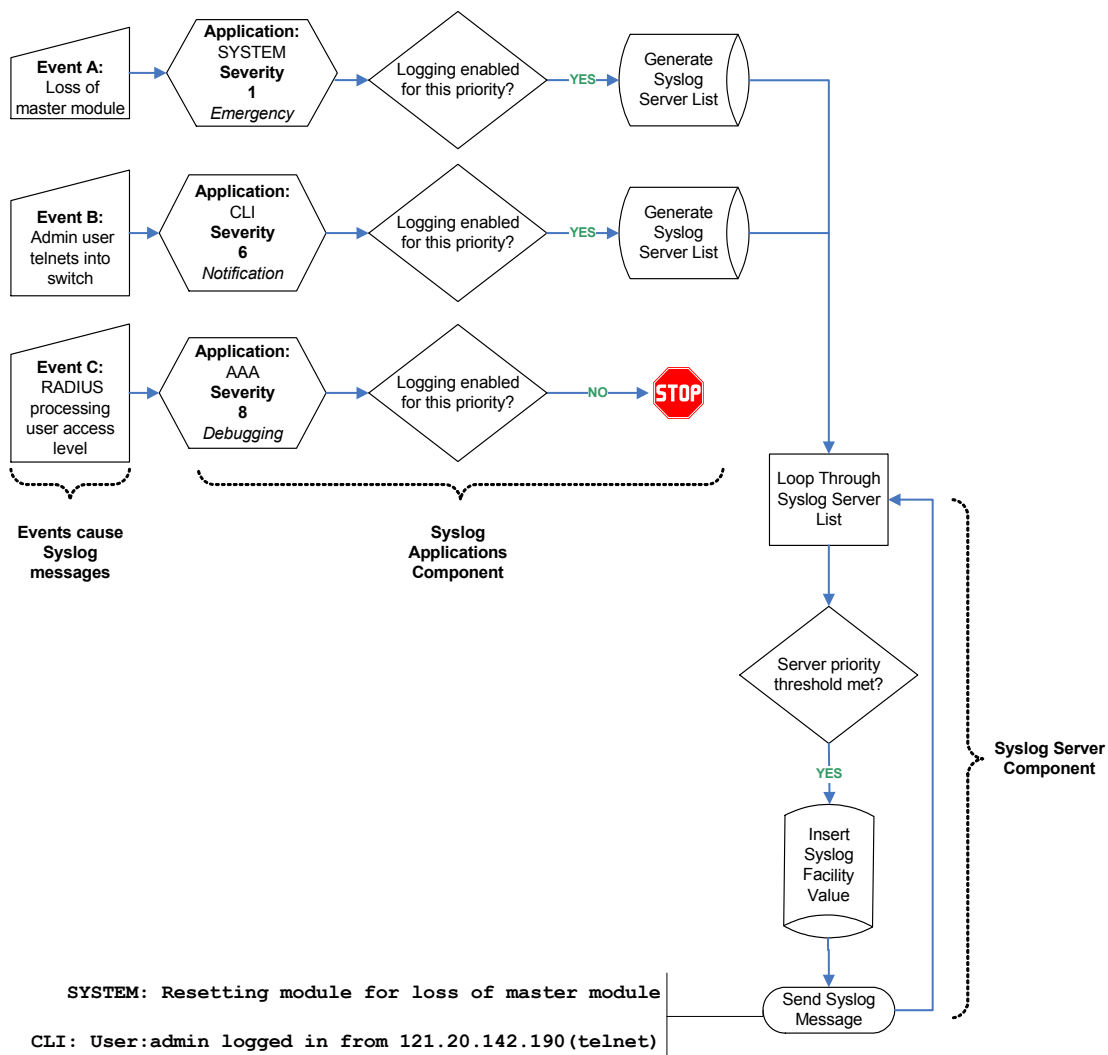 Event A:
Loss of
master module
Application:
SYSTEM
Severity
1
Emergency
Logging enabled
for this priority?
YES
Generate
Syslog
Server List
Event B:
Admin user
telnets into
switch
Application:
CLI
Severity
6
Notification
Logging enabled
for this priority?
YES
Generate
Syslog
Server List
Event C:
RADIUS
processing
user access
level
Application:
AAA
Severity
8
Debugging
Logging enabled
for this priority?
NO
STOP
Events cause
Syslog
messages
Syslog
Applications
Component
Loop Through
Syslog Server
List
Server priority
threshold met?
YES
Insert
Syslog
Facility
Value
Syslog Server
Component
Send Syslog
Message
SYSTEM: Resetting module for loss of master module
CLI: User:admin logged in from 121.20.142.190(telnet)